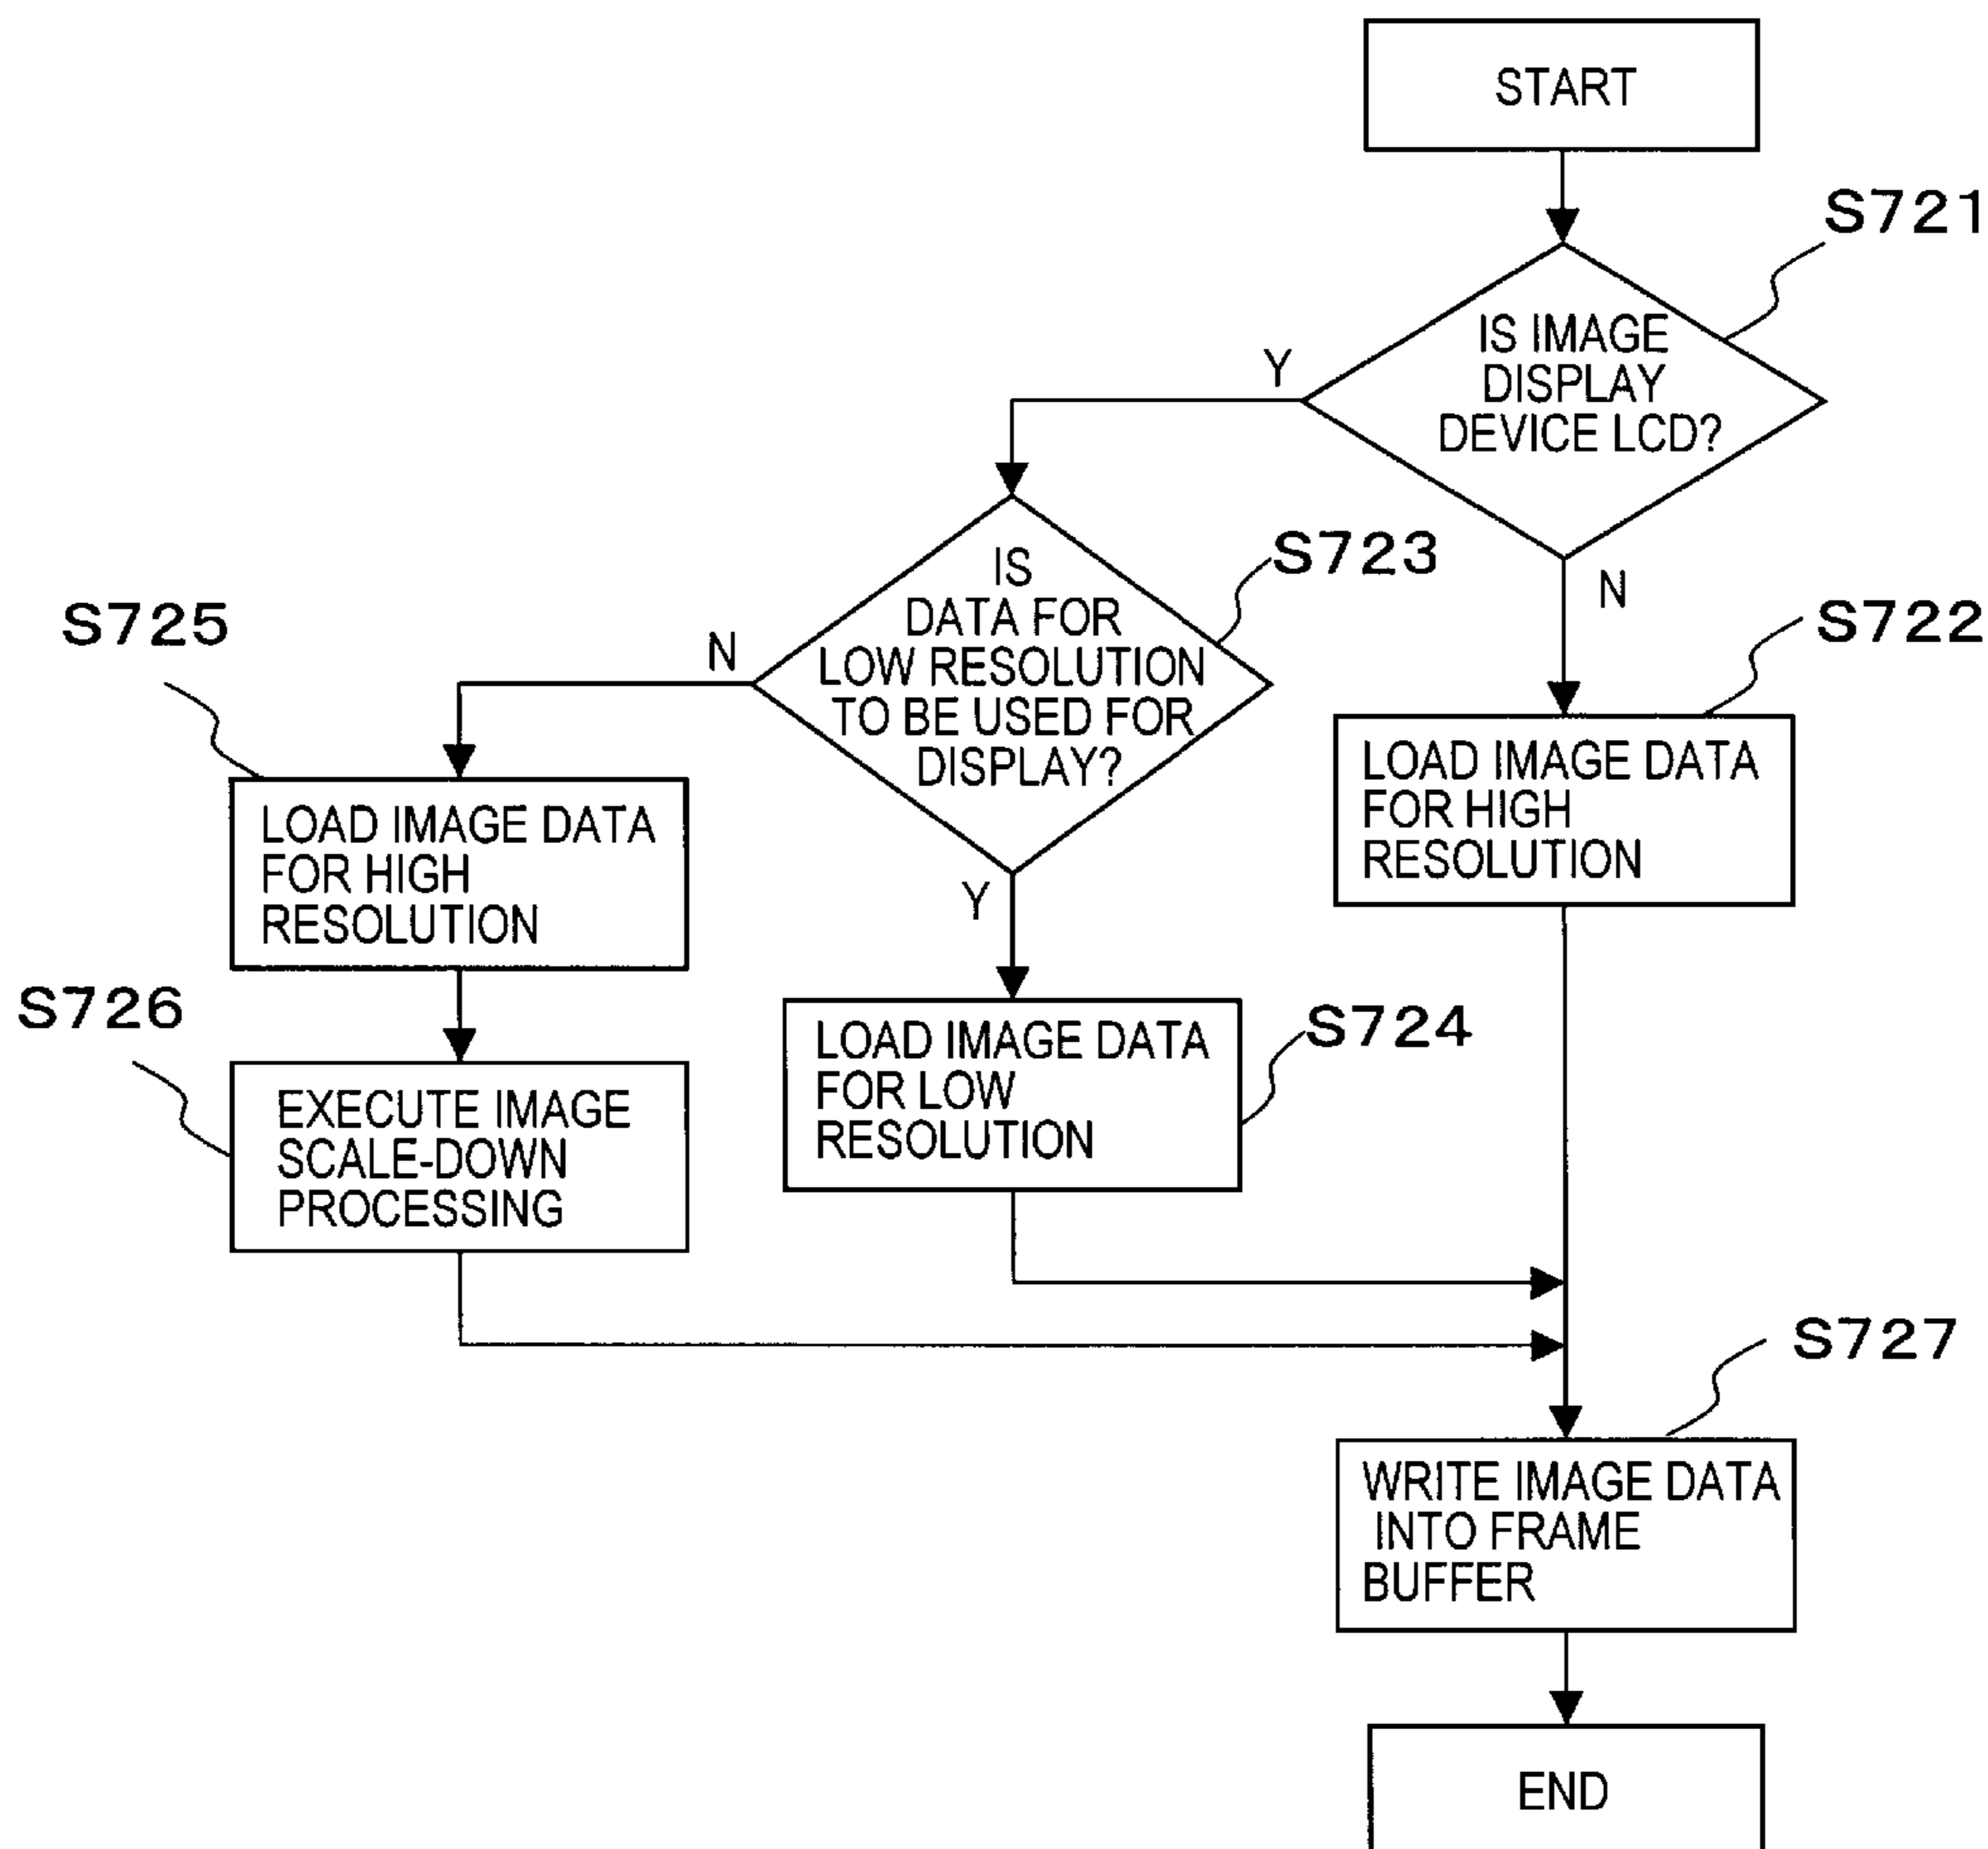 START
S721
IS IMAGE
DISPLAY
DEVICE LCD?
Y
N
S723
IS
DATA FOR
LOW RESOLUTION
TO BE USED FOR
DISPLAY?
N
Y
S722
LOAD IMAGE DATA
FOR HIGH
RESOLUTION
S725
LOAD IMAGE DATA
FOR HIGH
RESOLUTION
S724
LOAD IMAGE DATA
FOR LOW
RESOLUTION
S726
EXECUTE IMAGE
SCALE-DOWN
PROCESSING
S727
WRITE IMAGE DATA
INTO FRAME
BUFFER
END